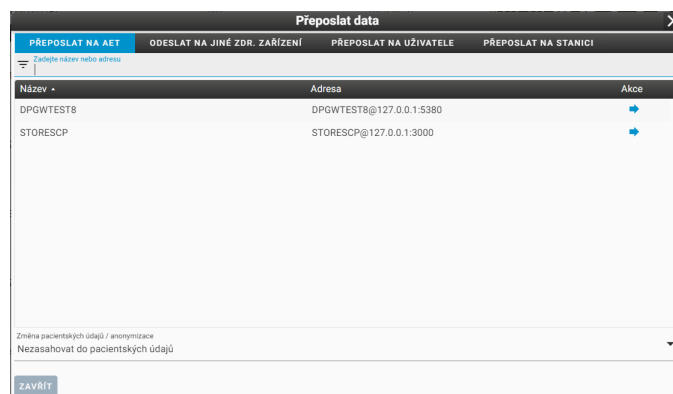 Přeposlat data
PŘEPOSLAT NA AET ODESLAT NA JINÉ ZDR. ZAŘÍZENÍ PŘEPOSLAT NA UŽIVATELE PŘEPOSLAT NA STANICI
Zadejte název nebo adresu
Název Adresa Akce
DPGWTEST8 DPGWTEST8@127.0.0.1:5380
STORESCP STORESCP@127.0.0.1:3000
Změna pacientských údajů / anonymizace
Nezasahovat do pacientských údajů
ZAVŘÍT